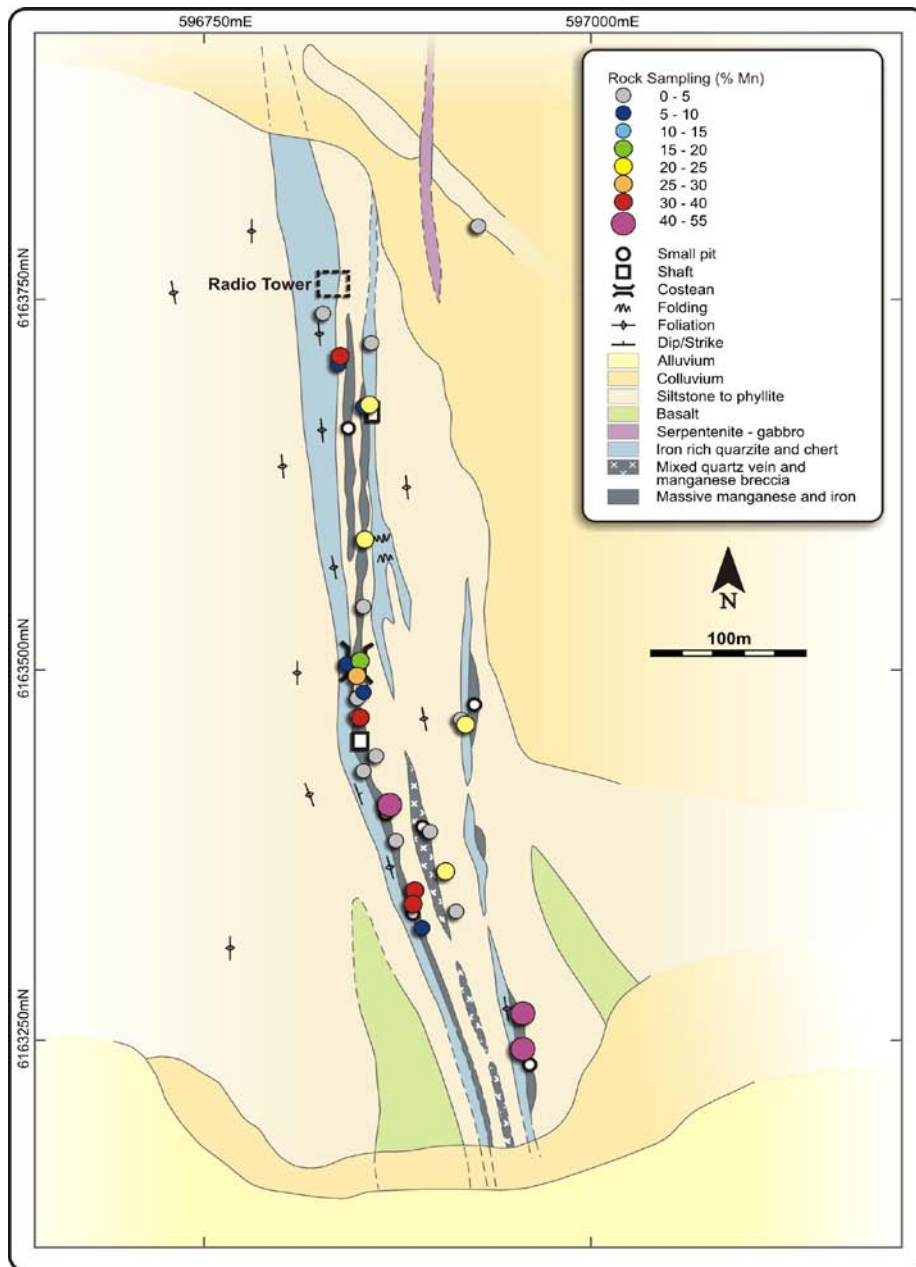 596750mE
597000mE
Rock Sampling (% Mn)
0 - 5
5 - 10
10 - 15
15 - 20
20 - 25
25 - 30
30 - 40
40 - 55
Small pit
Shaft
Costean
Folding
Foliation
Dip/Strike
Alluvium
Colluvium
Siltstone to phyllite
Basalt
Serpentenite - gabbro
Iron rich quarzite and chert
Mixed quartz vein and
manganese breccia
Massive manganese and iron
6163750mN
Radio Tower
N
100m
6163500mN
6163250mN